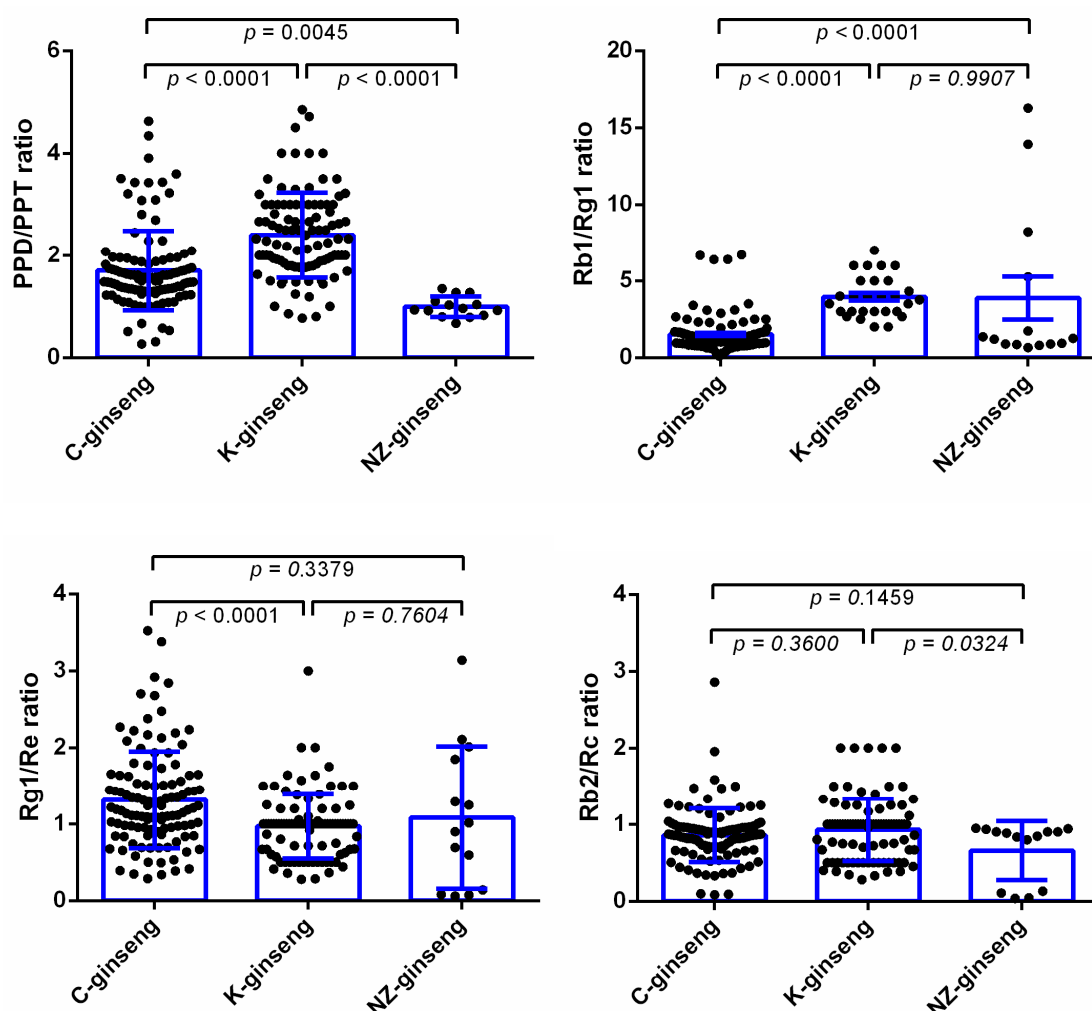 p = 0.0045
p < 0.0001
p < 0.0001
PPD/PPT ratio
6
4
2
0
C-ginseng
K-ginseng
NZ-ginseng
p < 0.0001
p < 0.0001
p = 0.9907
Rb1/Rg1 ratio
20
15
10
5
0
C-ginseng
K-ginseng
NZ-ginseng
p = 0.3379
p < 0.0001
p = 0.7604
Rg1/Re ratio
4
3
2
1
0
C-ginseng
K-ginseng
NZ-ginseng
p = 0.1459
p = 0.3600
p = 0.0324
Rb2/Rc ratio
4
3
2
1
0
C-ginseng
K-ginseng
NZ-ginseng